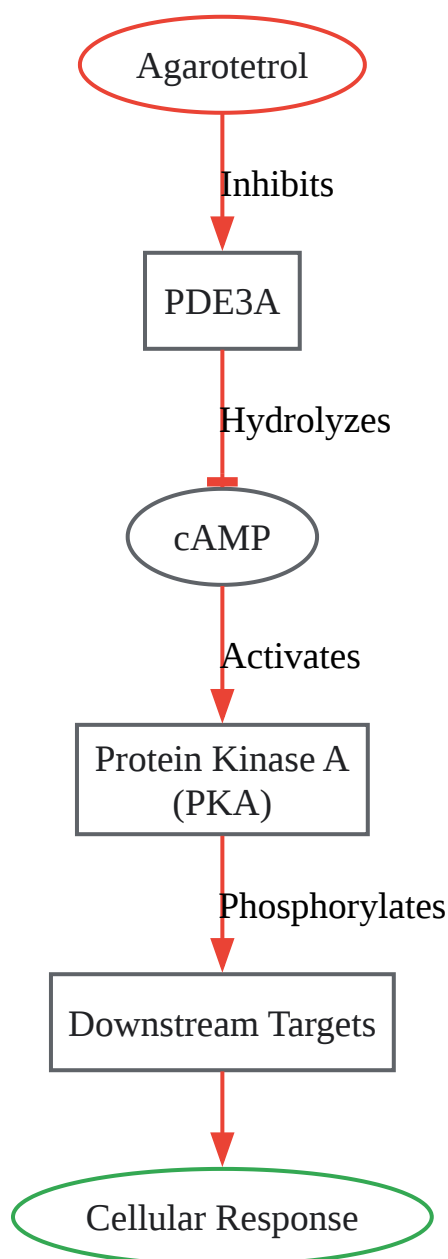 Agarotetrol
Inhibits
PDE3A
Hydrolyzes
cAMP
Activates
Protein Kinase A
(PKA)
Phosphorylates
Downstream Targets
Cellular Response